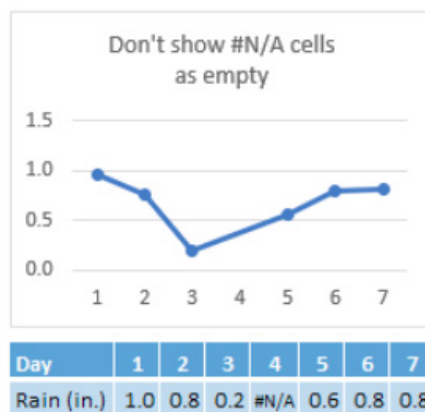 Don't show #N/A cells
as empty
1.5
1.0
0.5
0.0
1 2 3 4 5 6 7
Day 1 2 3 4 5 6 7
Rain (in.) 1.0 0.8 0.2 #N/A 0.6 0.8 0.8